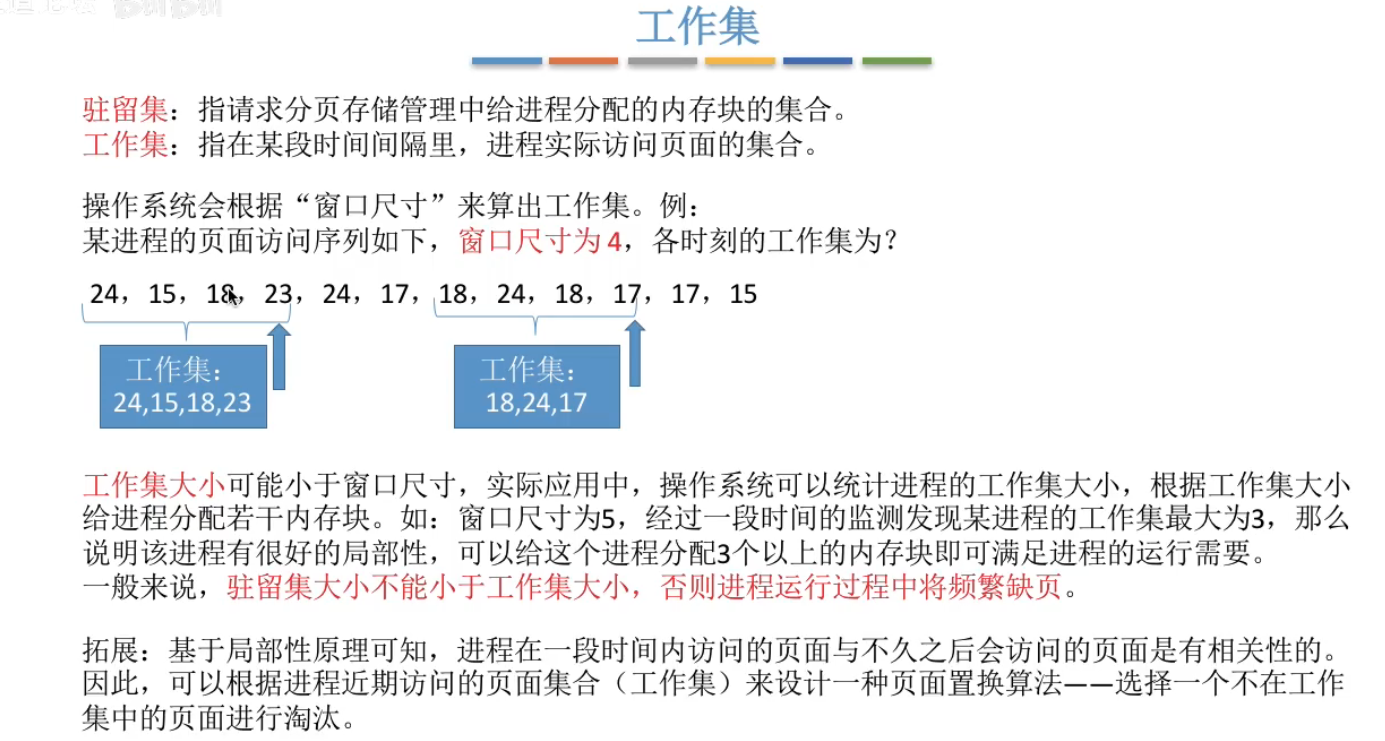 工作集
驻留集：指请求分页存储管理中给进程分配的内存块的集合。
工作集：指在某段时间间隔里，进程实际访问页面的集合。
操作系统会根据“窗口尺寸”来算出工作集。例：
某进程的页面访问序列如下，窗口尺寸为4，各时刻的工作集为？
24，15，18，23，24，17，18，24，18，17，17，15
工作集：
24,15,18,23
工作集：
18,24,17
工作集大小可能小于窗口尺寸，实际应用中，操作系统可以统计进程的工作集大小，根据工作集大小
给进程分配若干内存块。如：窗口尺寸为5，经过一段时间的监测发现某进程的工作集最大为3，那么
说明该进程有很好的局部性，可以给这个进程分配3个以上的内存块即可满足进程的运行需要。
一般来说，驻留集大小不能小于工作集大小，否则进程运行过程中将频繁缺页。
拓展：基于局部性原理可知，进程在一段时间内访问的页面与不久之后会访问的页面是有相关性的。
因此，可以根据进程近期访问的页面集合（工作集）来设计一种页面置换算法——选择一个不在工作
集中的页面进行淘汰。